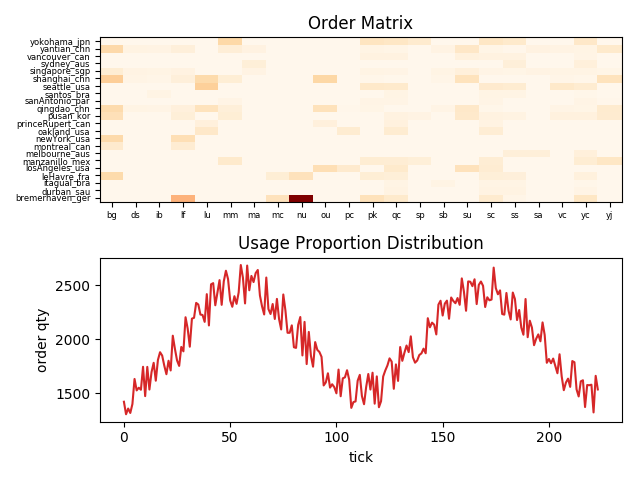 Order Matrix
yokohama_jpn
yantian_chn
vancouver_can
sydney_aus
singapore_sgp
shanghai_chn
seattle_usa
santos_bra
sanAntonio_par
qingdao_chn
pusan_kor
princeRupert_can
oakland_usa
newYork_usa
montreal_can
melbourne_aus
manzanillo_mex
losAngeles_usa
leHavre_fra
itagual_bra
durban_sau
bremerhaven_ger
bg ds ib lf lu mm ma mc nu ou pc pk qc sp sb su sc ss sa vc yc yj
Usage Proportion Distribution
order qty
2500
2000
1500
0 50 100 150 200
tick